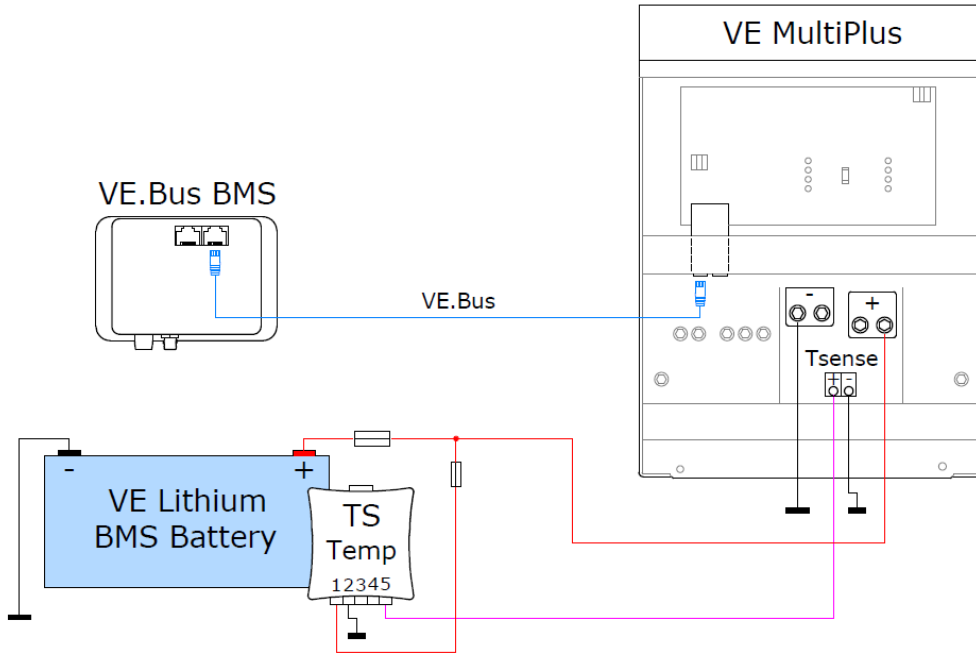 VE MultiPlus
VE.Bus BMS
VE.Bus
- +
Tsense
+ -
- +
VE Lithium
BMS Battery
TS
Temp
12345